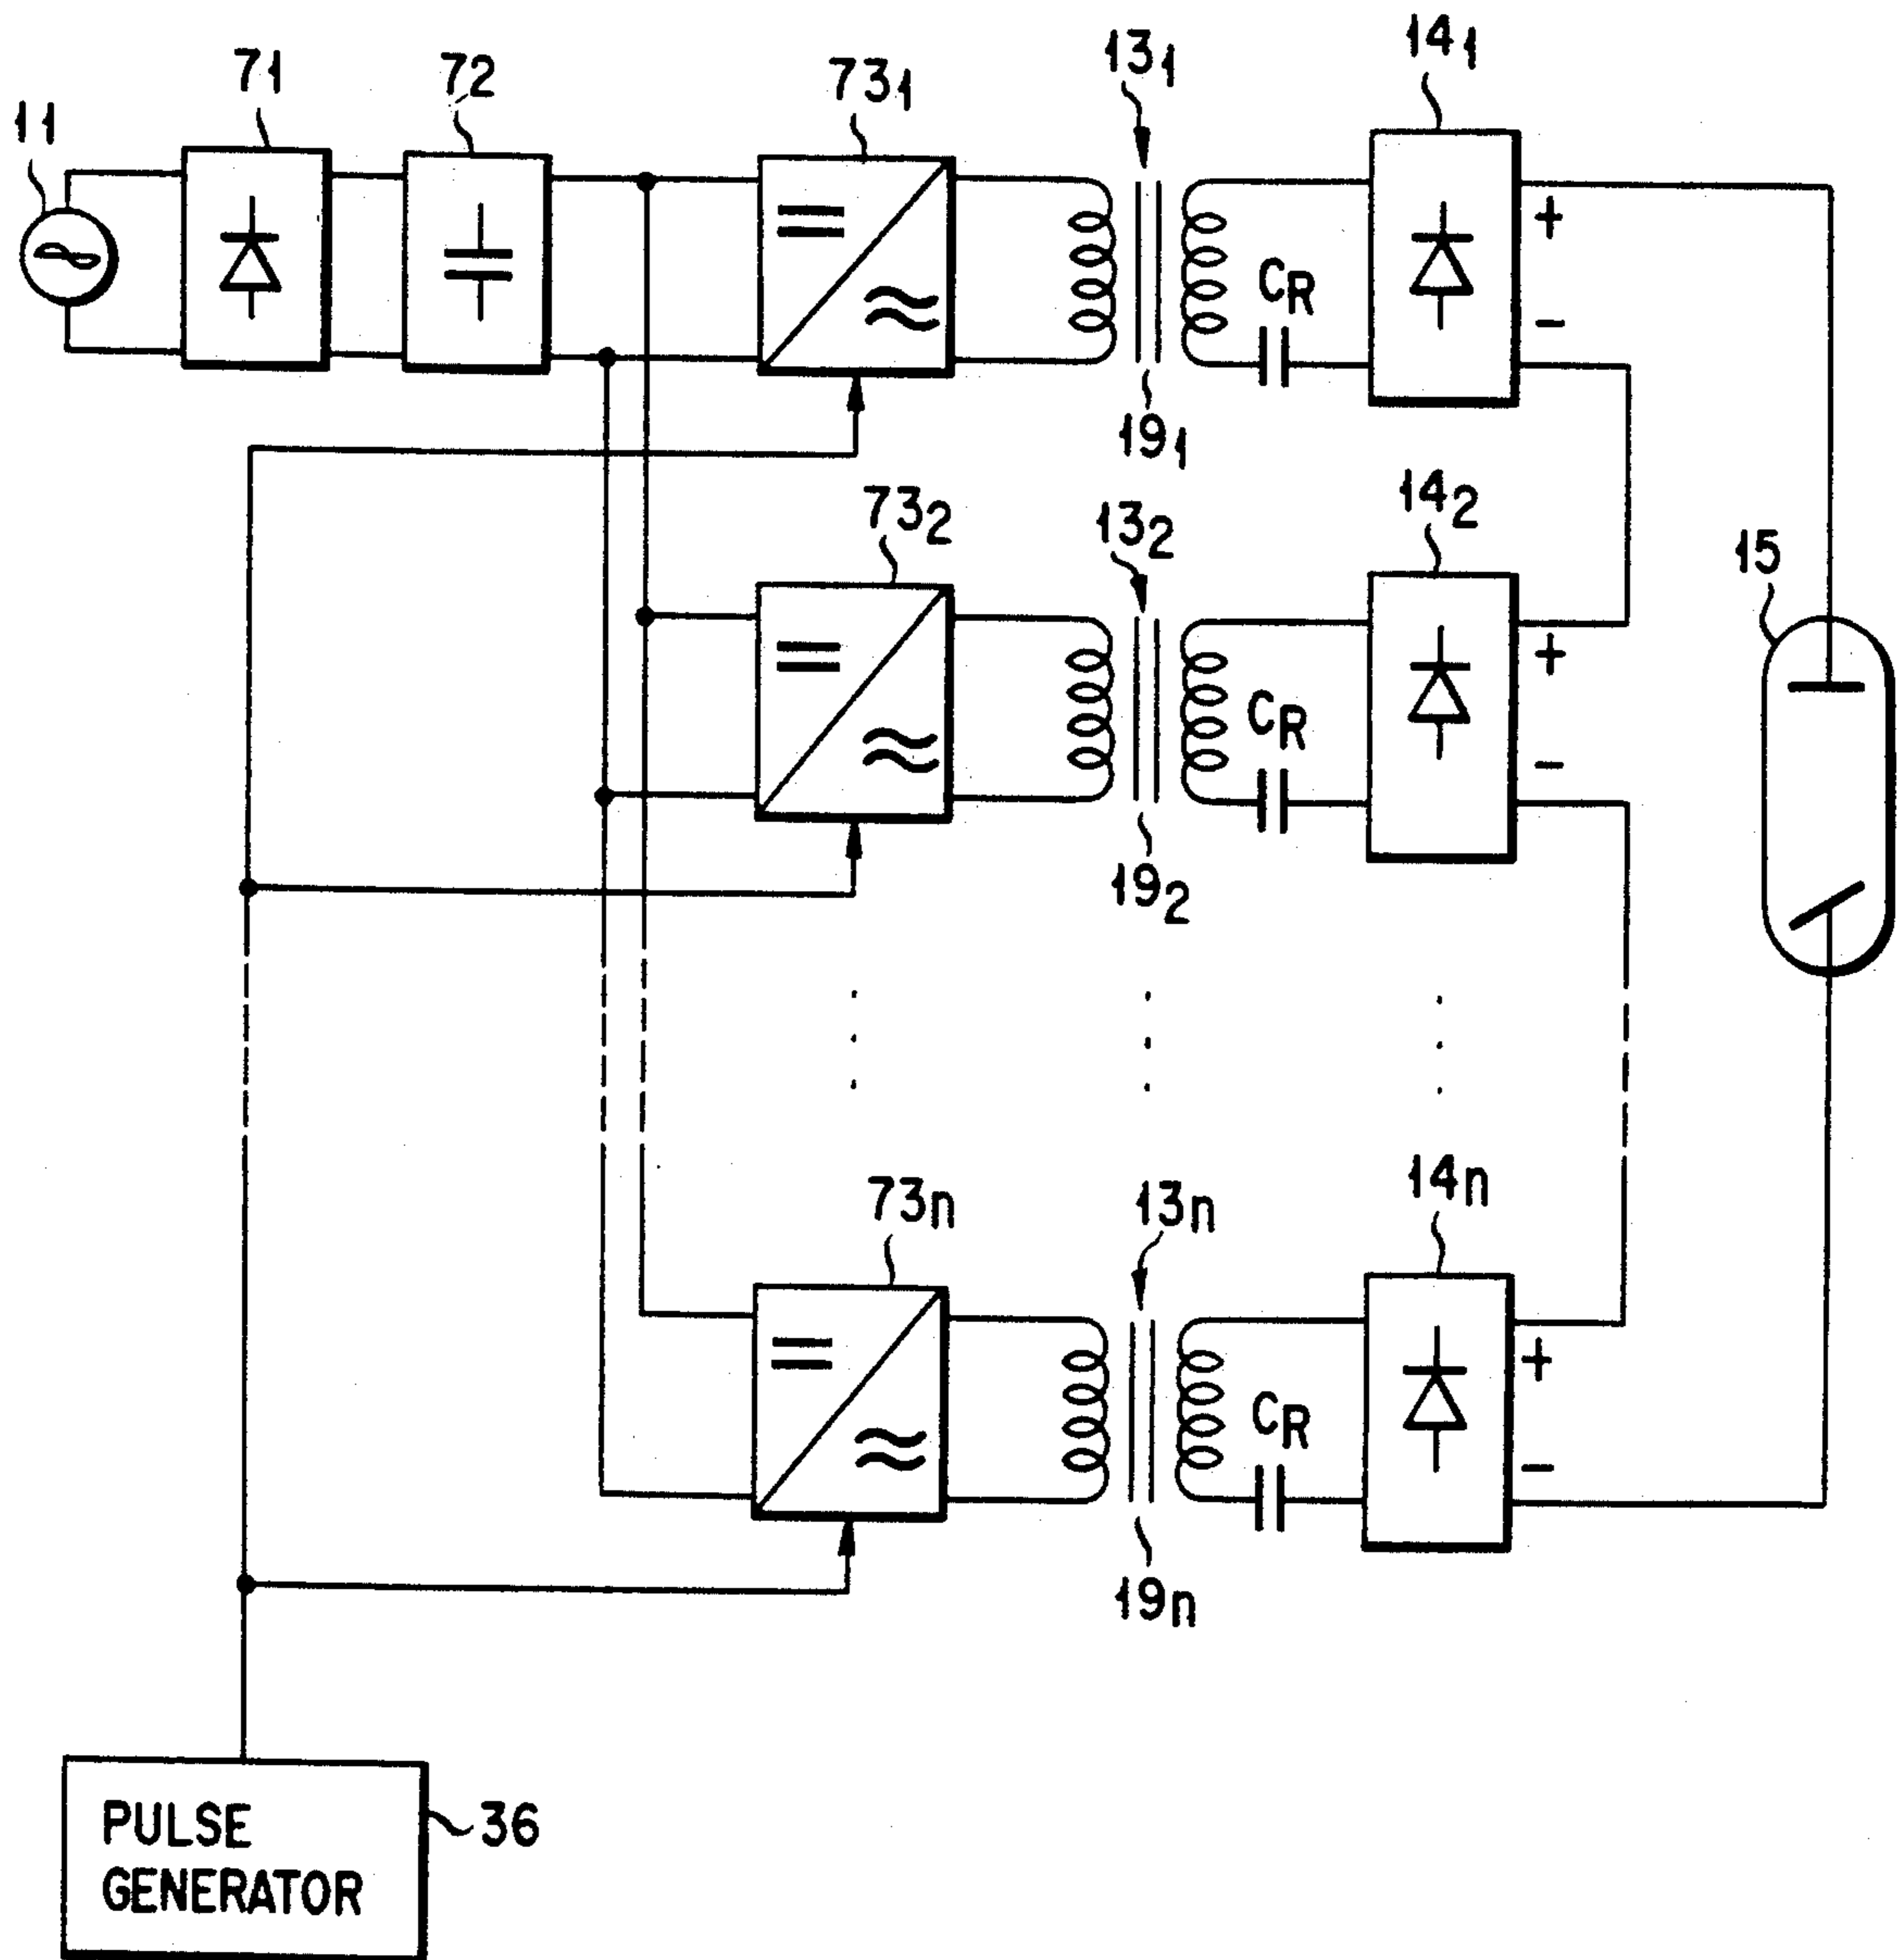 11
71
72
73₁
13₁
14₁
C_R
+
−
19₁
73₂
13₂
14₂
15
C_R
+
−
19₂
73n
13n
14n
C_R
+
−
19n
PULSE
GENERATOR
36